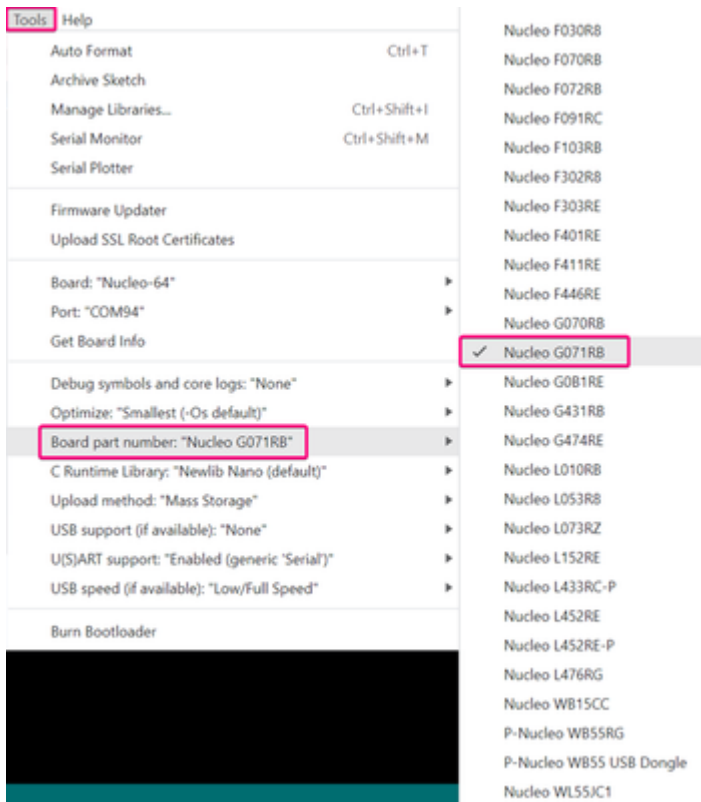 Tools Help
Auto Format Ctrl+T
Archive Sketch
Manage Libraries... Ctrl+Shift+I
Serial Monitor Ctrl+Shift+M
Serial Plotter
Firmware Updater
Upload SSL Root Certificates
Board: "Nucleo-64"
Port: "COM94"
Get Board Info
Debug symbols and core logs: "None"
Optimize: "Smallest (-Os default)"
Board part number: "Nucleo G071RB"
C Runtime Library: "Newlib Nano (default)"
Upload method: "Mass Storage"
USB support (if available): "None"
U(S)ART support: "Enabled (generic 'Serial')"
USB speed (if available): "Low/Full Speed"
Burn Bootloader
Nucleo F030R8
Nucleo F070RB
Nucleo F072RB
Nucleo F091RC
Nucleo F103RB
Nucleo F302R8
Nucleo F303RE
Nucleo F401RE
Nucleo F411RE
Nucleo F446RE
Nucleo G070RB
✓ Nucleo G071RB
Nucleo G0B1RE
Nucleo G431RB
Nucleo G474RE
Nucleo L010RB
Nucleo L053R8
Nucleo L073RZ
Nucleo L152RE
Nucleo L433RC-P
Nucleo L452RE
Nucleo L452RE-P
Nucleo L476RG
Nucleo WB15CC
P-Nucleo WB55RG
P-Nucleo WB55 USB Dongle
Nucleo WL55JC1